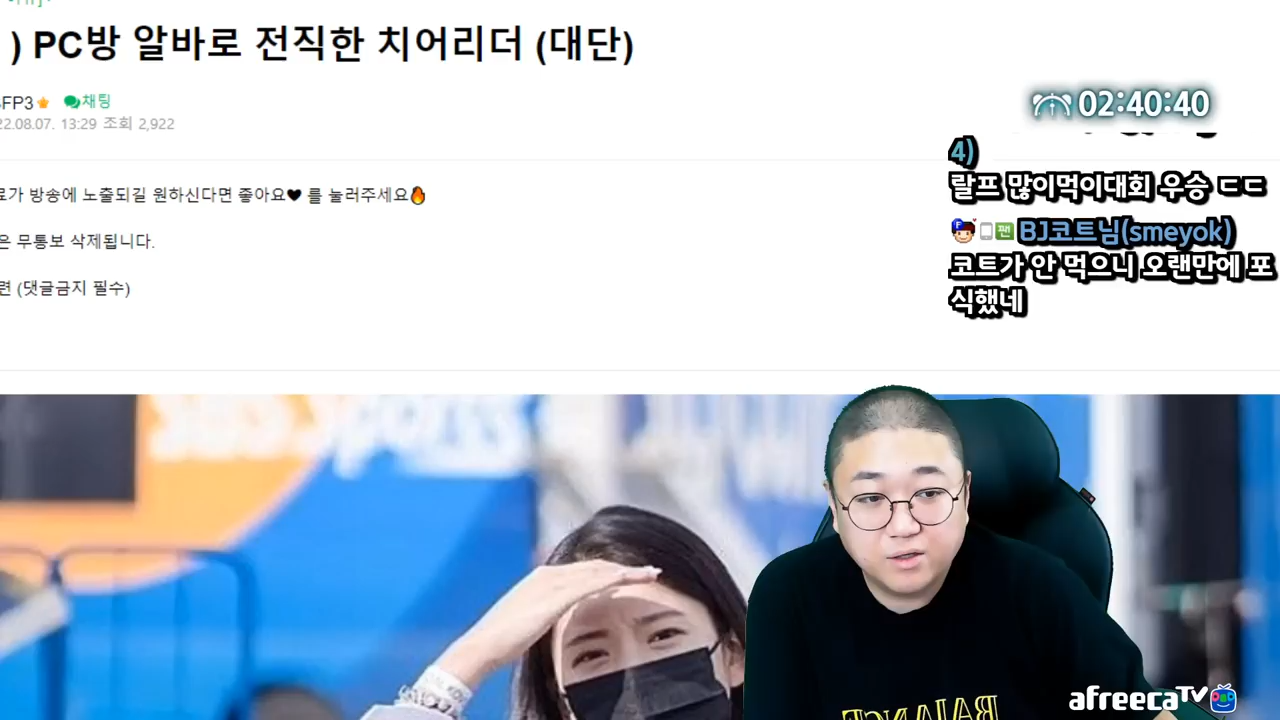 ) PC방 알바로 전직한 치어리더 (대단)
FP3 채팅
22.08.07. 13:29 조회 2,922
료가 방송에 노출되길 원하신다면 좋아요🖤 를 눌러주세요🔥
은 무통보 삭제됩니다.
련 (댓글금지 필수)
02:40:40
4)
랄프 많이먹이대회 우승 ㄷㄷ
팬 BJ코트님(smeyok)
코트가 안 먹으니 오랜만에 포
식했네
SBS Sports
BALANCE
afreecaTV